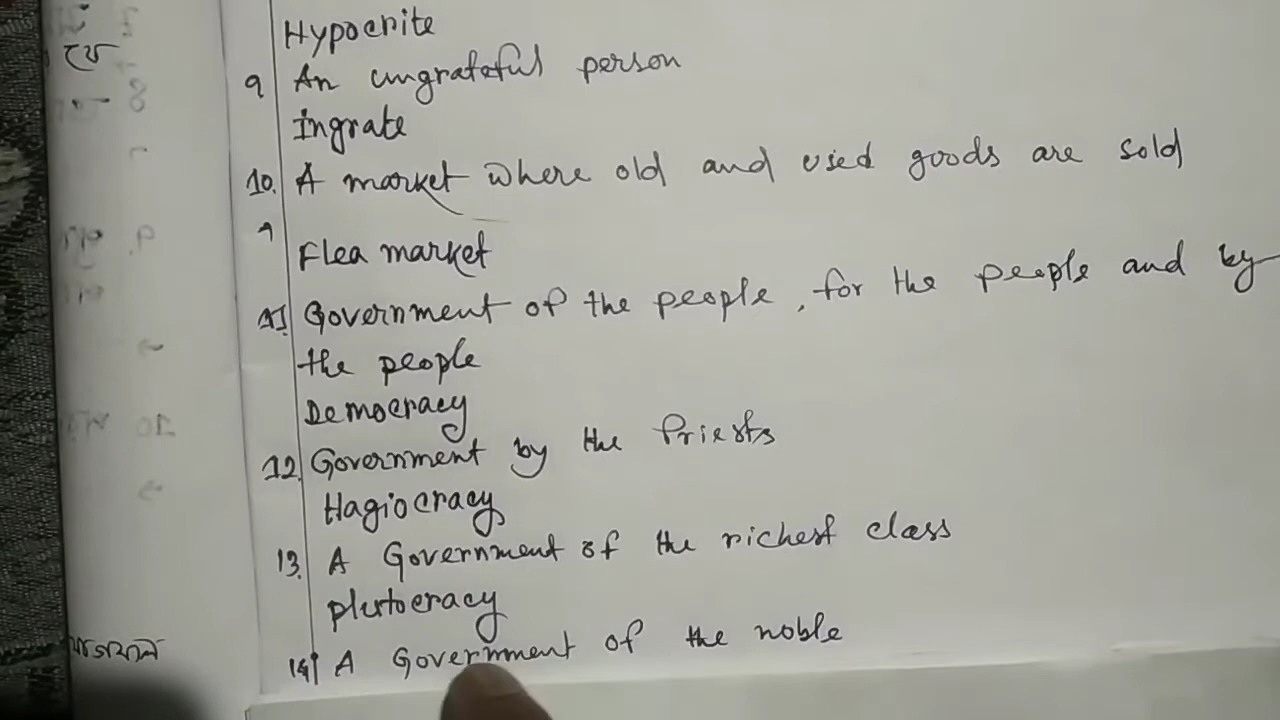 Hypocrite
9 An ungrateful person
Ingrate
10. A market where old and used goods are sold
Flea market
11 Government of the people, for the people and by
the people
Democracy
12 Government by the Priests
Hagiocracy
13. A Government of the richest class
plutocracy
14 A Government of the noble